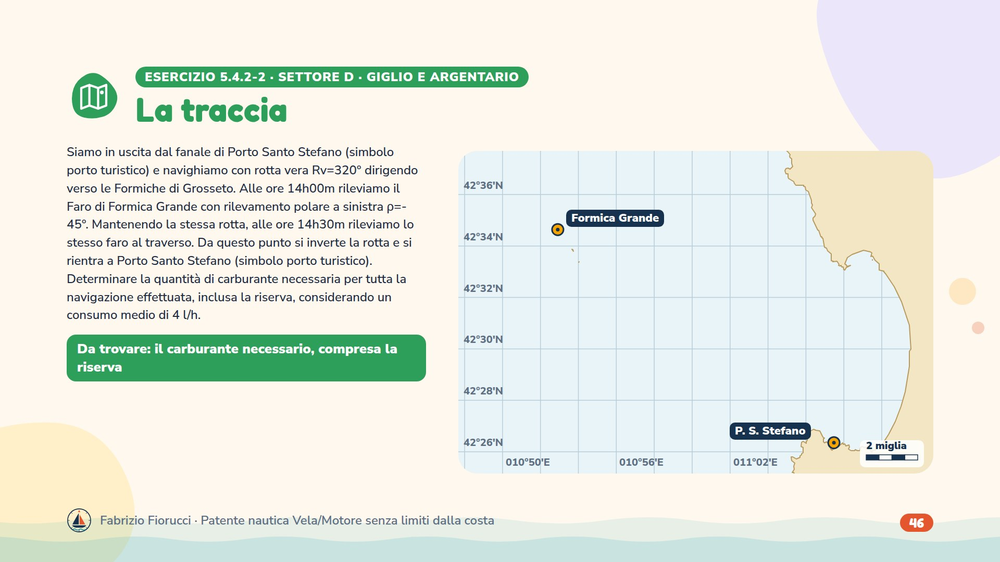 ESERCIZIO 5.4.2-2 · SETTORE D · GIGLIO E ARGENTARIO
La traccia
Siamo in uscita dal fanale di Porto Santo Stefano (simbolo
porto turistico) e navighiamo con rotta vera Rv=320° dirigendo
verso le Formiche di Grosseto. Alle ore 14h00m rileviamo il
Faro di Formica Grande con rilevamento polare a sinistra ρ=-
45°. Mantenendo la stessa rotta, alle ore 14h30m rileviamo lo
stesso faro al traverso. Da questo punto si inverte la rotta e si
rientra a Porto Santo Stefano (simbolo porto turistico).
Determinare la quantità di carburante necessaria per tutta la
navigazione effettuata, inclusa la riserva, considerando un
consumo medio di 4 l/h.
Da trovare: il carburante necessario, compresa la
riserva
42°36'N
Formica Grande
42°34'N
42°32'N
42°30'N
42°28'N
P. S. Stefano
42°26'N
2 miglia
010°50'E
010°56'E
011°02'E
Fabrizio Fiorucci · Patente nautica Vela/Motore senza limiti dalla costa
46